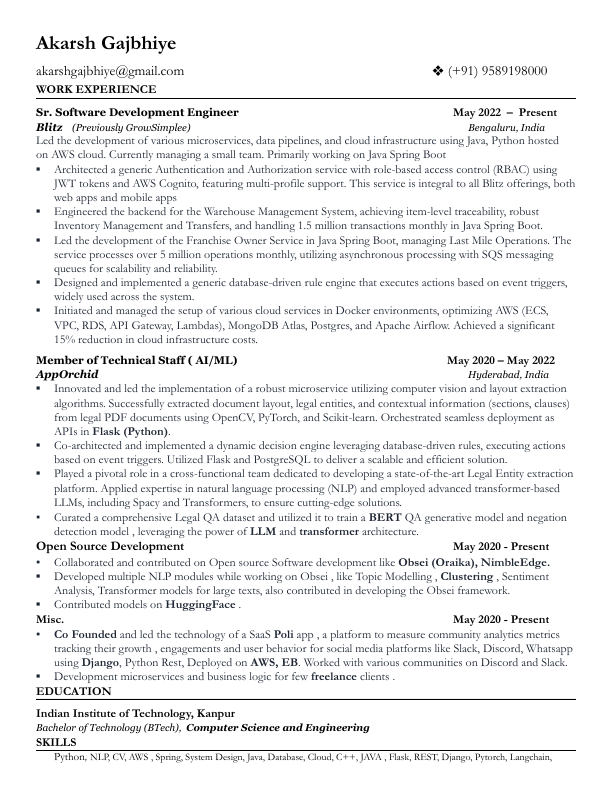 Akarsh Gajbhiye
akarshgajbhiye@gmail.com ❖ (+91) 9589198000
WORK EXPERIENCE
Sr. Software Development Engineer May 2022 – Present
Blitz (Previously GrowSimplee) Bengaluru, India
Led the development of various microservices, data pipelines, and cloud infrastructure using Java, Python hosted
on AWS cloud. Currently managing a small team. Primarily working on Java Spring Boot
▪ Architected a generic Authentication and Authorization service with role-based access control (RBAC) using
JWT tokens and AWS Cognito, featuring multi-profile support. This service is integral to all Blitz offerings, both
web apps and mobile apps
▪ Engineered the backend for the Warehouse Management System, achieving item-level traceability, robust
Inventory Management and Transfers, and handling 1.5 million transactions monthly in Java Spring Boot.
▪ Led the development of the Franchise Owner Service in Java Spring Boot, managing Last Mile Operations. The
service processes over 5 million operations monthly, utilizing asynchronous processing with SQS messaging
queues for scalability and reliability.
▪ Designed and implemented a generic database-driven rule engine that executes actions based on event triggers,
widely used across the system.
▪ Initiated and managed the setup of various cloud services in Docker environments, optimizing AWS (ECS,
VPC, RDS, API Gateway, Lambdas), MongoDB Atlas, Postgres, and Apache Airflow. Achieved a significant
15% reduction in cloud infrastructure costs.
Member of Technical Staff ( AI/ML) May 2020 – May 2022
AppOrchid Hyderabad, India
▪ Innovated and led the implementation of a robust microservice utilizing computer vision and layout extraction
algorithms. Successfully extracted document layout, legal entities, and contextual information (sections, clauses)
from legal PDF documents using OpenCV, PyTorch, and Scikit-learn. Orchestrated seamless deployment as
APIs in Flask (Python).
▪ Co-architected and implemented a dynamic decision engine leveraging database-driven rules, executing actions
based on event triggers. Utilized Flask and PostgreSQL to deliver a scalable and efficient solution.
▪ Played a pivotal role in a cross-functional team dedicated to developing a state-of-the-art Legal Entity extraction
platform. Applied expertise in natural language processing (NLP) and employed advanced transformer-based
LLMs, including Spacy and Transformers, to ensure cutting-edge solutions.
▪ Curated a comprehensive Legal QA dataset and utilized it to train a BERT QA generative model and negation
detection model , leveraging the power of LLM and transformer architecture.
Open Source Development May 2020 - Present
▪ Collaborated and contributed on Open source Software development like Obsei (Oraika), NimbleEdge.
▪ Developed multiple NLP modules while working on Obsei , like Topic Modelling , Clustering , Sentiment
Analysis, Transformer models for large texts, also contributed in developing the Obsei framework.
▪ Contributed models on HuggingFace .
Misc. May 2020 - Present
▪ Co Founded and led the technology of a SaaS Poli app , a platform to measure community analytics metrics
tracking their growth , engagements and user behavior for social media platforms like Slack, Discord, Whatsapp
using Django, Python Rest, Deployed on AWS, EB. Worked with various communities on Discord and Slack.
▪ Development microservices and business logic for few freelance clients .
EDUCATION
Indian Institute of Technology, Kanpur
Bachelor of Technology (BTech), Computer Science and Engineering
SKILLS
Python, NLP, CV, AWS , Spring, System Design, Java, Database, Cloud, C++, JAVA , Flask, REST, Django, Pytorch, Langchain,